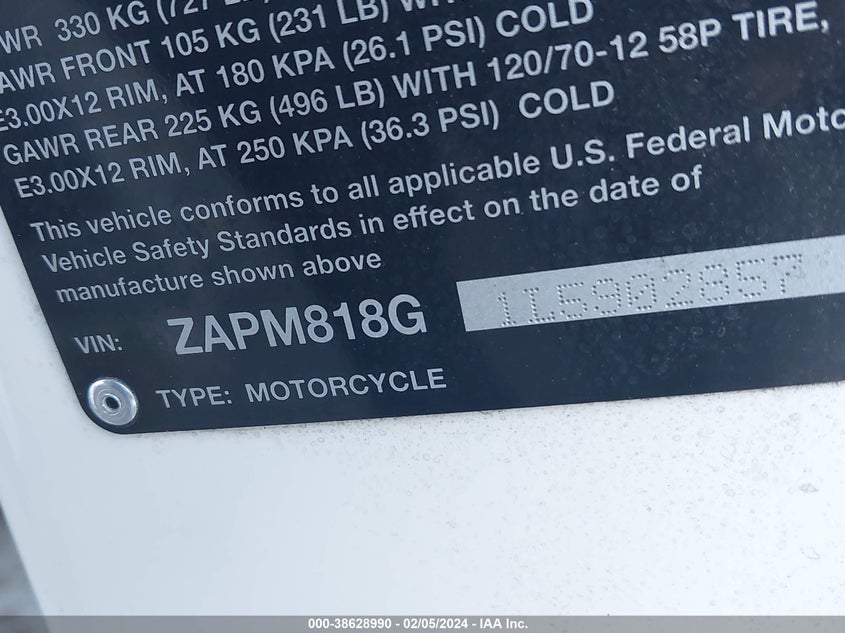 WR 330 KG (727 L
AWR FRONT 105 KG (231 LB) WITH
E3.00X12 RIM, AT 180 KPA (26.1 PSI) COLD
GAWR REAR 225 KG (496 LB) WITH 120/70-12 58P TIRE,
E3.00X12 RIM, AT 250 KPA (36.3 PSI) COLD
This vehicle conforms to all applicable U.S. Federal Moto
Vehicle Safety Standards in effect on the date of
manufacture shown above
VIN: ZAPM818G 1L5902857
TYPE: MOTORCYCLE
000-38628990 - 02/05/2024 - IAA Inc.